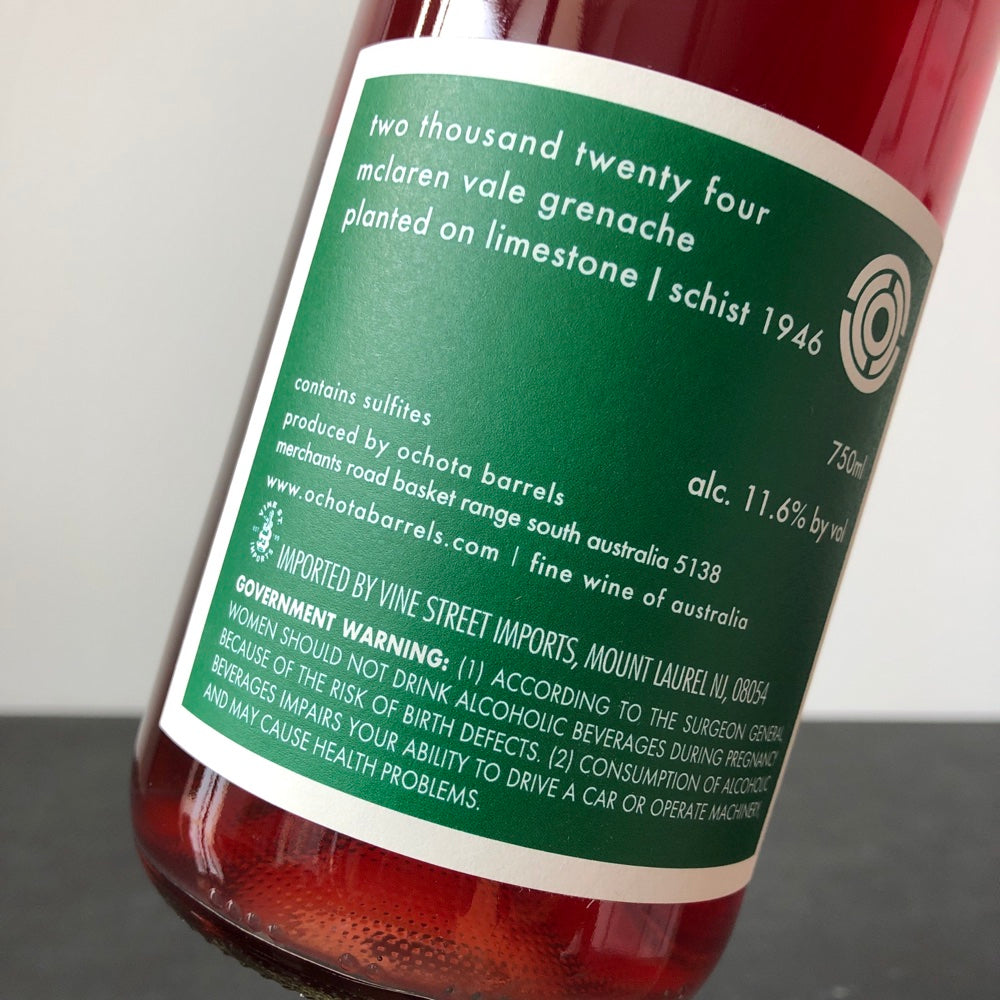 two thousand twenty four
mclaren vale grenache
planted on limestone | schist 1946
750ml
alc. 11.6% by vol
contains sulfites
produced by ochota barrels
merchants road basket range south australia 5138
www.ochotabarrels.com | fine wine of australia
IMPORTED BY VINE STREET IMPORTS, MOUNT LAUREL NJ, 08054
GOVERNMENT WARNING: (1) ACCORDING TO THE SURGEON GENERAL
WOMEN SHOULD NOT DRINK ALCOHOLIC BEVERAGES DURING PREGNANCY
BECAUSE OF THE RISK OF BIRTH DEFECTS. (2) CONSUMPTION OF ALCOHOLIC
BEVERAGES IMPAIRS YOUR ABILITY TO DRIVE A CAR OR OPERATE MACHINERY,
AND MAY CAUSE HEALTH PROBLEMS.